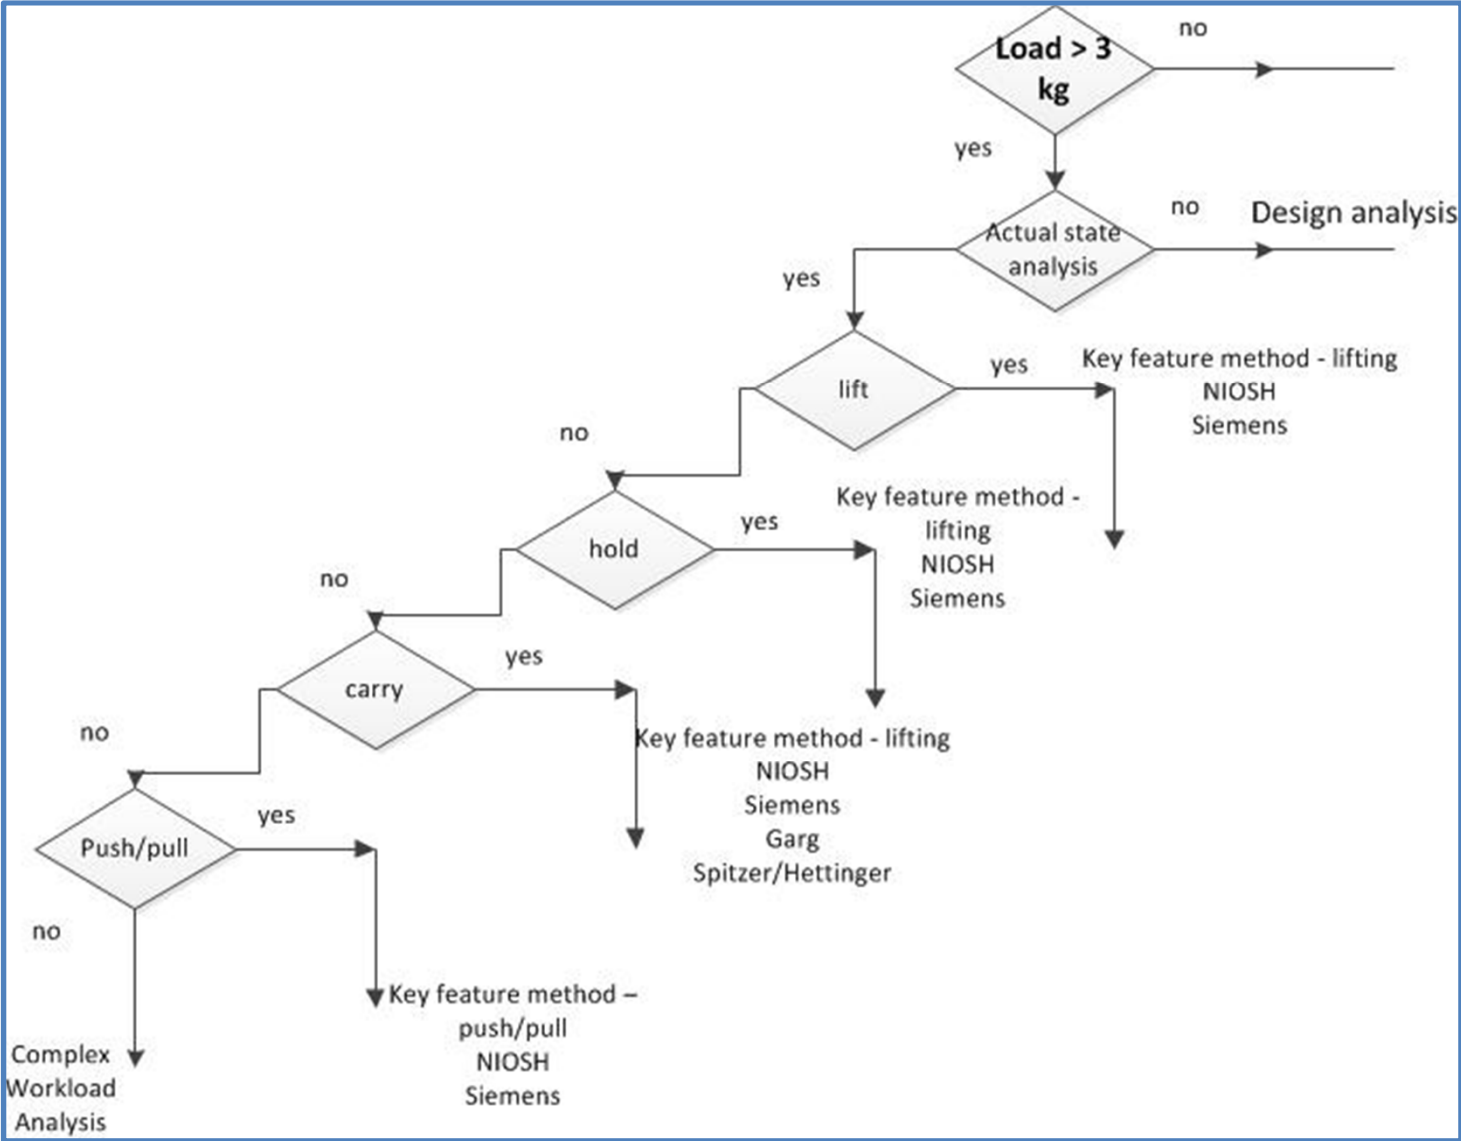 Load > 3
kg
no
yes
Actual state
analysis
no
Design analysis
yes
lift
yes
Key feature method - lifting
NIOSH
Siemens
no
hold
yes
Key feature method -
lifting
NIOSH
Siemens
no
carry
yes
Key feature method - lifting
NIOSH
Siemens
Garg
Spitzer/Hettinger
no
Push/pull
yes
Key feature method –
push/pull
NIOSH
Siemens
no
Complex
Workload
Analysis